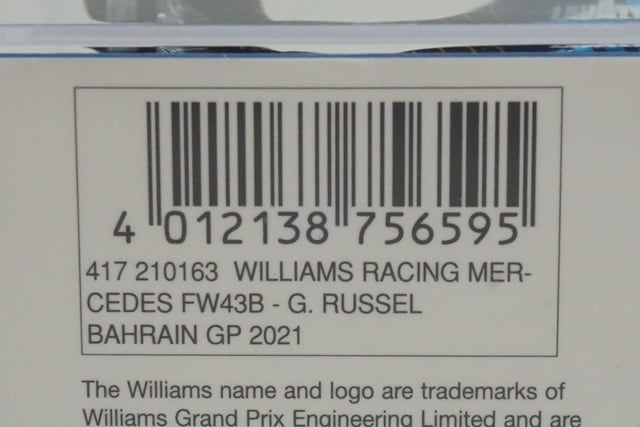 4 012138 756595
417 210163 WILLIAMS RACING MER-
CEDES FW43B - G. RUSSEL
BAHRAIN GP 2021
The Williams name and logo are trademarks of
Williams Grand Prix Engineering Limited and are